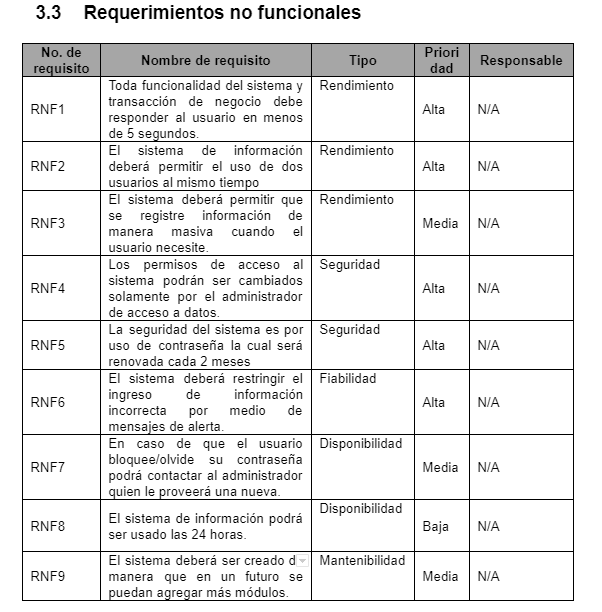 3.3 Requerimientos no funcionales
No. de
requisito
Nombre de requisito
Tipo
Priori
dad
Responsable
RNF1
Toda funcionalidad del sistema y
transacción de negocio debe
responder al usuario en menos
de 5 segundos.
Rendimiento
Alta
N/A
RNF2
El sistema de información
deberá permitir el uso de dos
usuarios al mismo tiempo
Rendimiento
Alta
N/A
RNF3
El sistema deberá permitir que
se registre información de
manera masiva cuando el
usuario necesite.
Rendimiento
Media
N/A
RNF4
Los permisos de acceso al
sistema podrán ser cambiados
solamente por el administrador
de acceso a datos.
Seguridad
Alta
N/A
RNF5
La seguridad del sistema es por
uso de contraseña la cual será
renovada cada 2 meses
Seguridad
Alta
N/A
RNF6
El sistema deberá restringir el
ingreso de información
incorrecta por medio de
mensajes de alerta.
Fiabilidad
Alta
N/A
RNF7
En caso de que el usuario
bloquee/olvide su contraseña
podrá contactar al administrador
quien le proveerá una nueva.
Disponibilidad
Media
N/A
RNF8
El sistema de información podrá
ser usado las 24 horas.
Disponibilidad
Baja
N/A
RNF9
El sistema deberá ser creado d
manera que en un futuro se
puedan agregar más módulos.
Mantenibilidad
Media
N/A